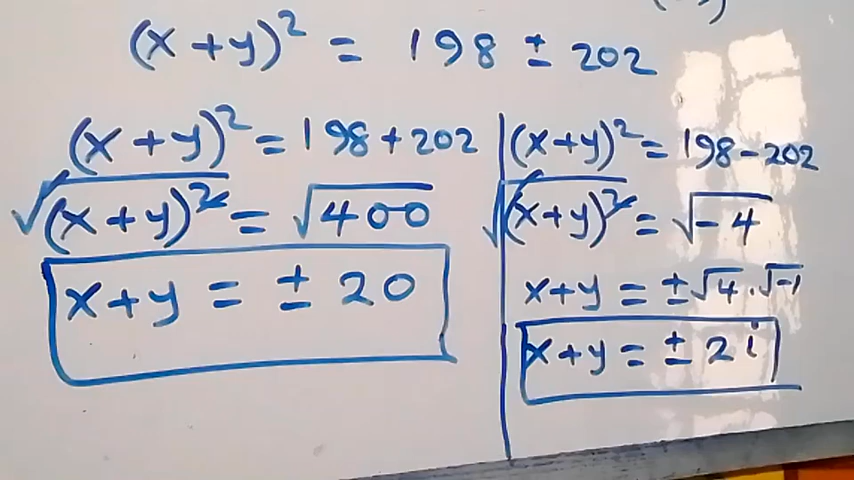 (x+y)² = 198 ± 202
(x+y)² = 198+202
√(x+y)² = √400
x+y = ± 20
(x+y)² = 198-202
√(x+y)² = √-4
x+y = ±√4.√-1
x+y = ± 2i